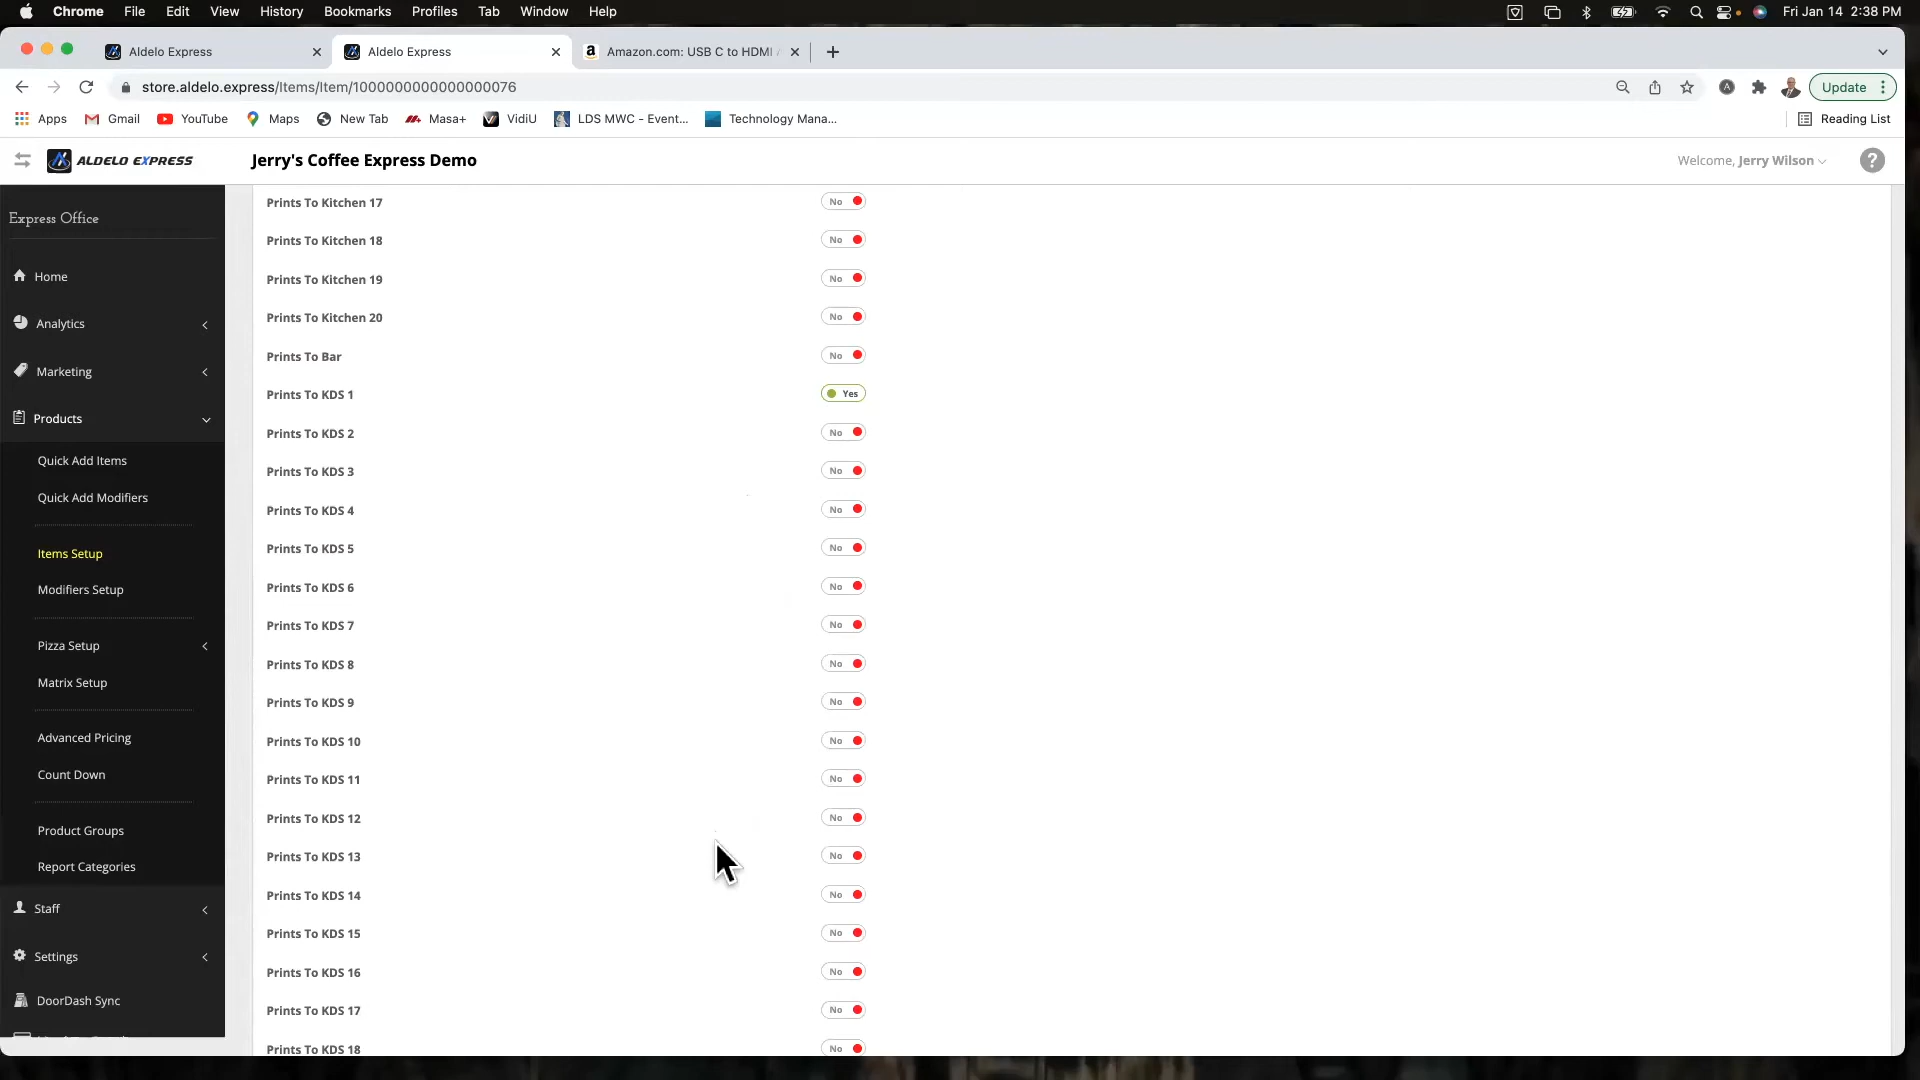 Chrome File Edit View History Bookmarks Profiles Tab Window Help Fri Jan 14 2:38 PM
Aldelo Express Aldelo Express Amazon.com: USB C to HDMI
store.aldelo.express/Items/Item/1000000000000000076 Update
Apps Gmail YouTube Maps New Tab Masa+ VidiU LDS MWC - Event... Technology Mana... Reading List
ALDELO EXPRESS Jerry's Coffee Express Demo Welcome, Jerry Wilson ?
Express Office
Home
Analytics
Marketing
Products
Quick Add Items
Quick Add Modifiers
Items Setup
Modifiers Setup
Pizza Setup
Matrix Setup
Advanced Pricing
Count Down
Product Groups
Report Categories
Staff
Settings
DoorDash Sync
Prints To Kitchen 17 No
Prints To Kitchen 18 No
Prints To Kitchen 19 No
Prints To Kitchen 20 No
Prints To Bar No
Prints To KDS 1 Yes
Prints To KDS 2 No
Prints To KDS 3 No
Prints To KDS 4 No
Prints To KDS 5 No
Prints To KDS 6 No
Prints To KDS 7 No
Prints To KDS 8 No
Prints To KDS 9 No
Prints To KDS 10 No
Prints To KDS 11 No
Prints To KDS 12 No
Prints To KDS 13 No
Prints To KDS 14 No
Prints To KDS 15 No
Prints To KDS 16 No
Prints To KDS 17 No
Prints To KDS 18 No